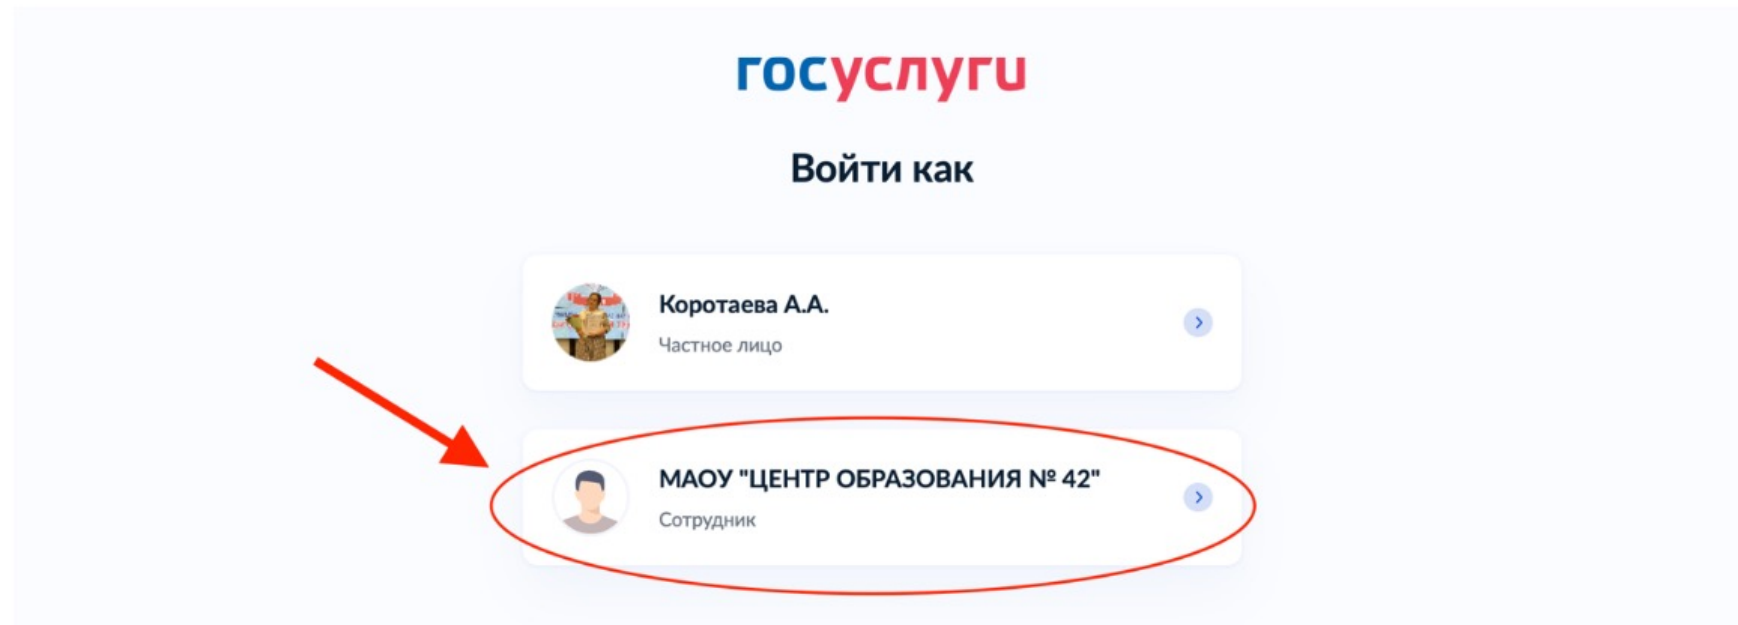 госуслуги
Войти как
Коротаева А.А.
Частное лицо
МАОУ "ЦЕНТР ОБРАЗОВАНИЯ № 42"
Сотрудник